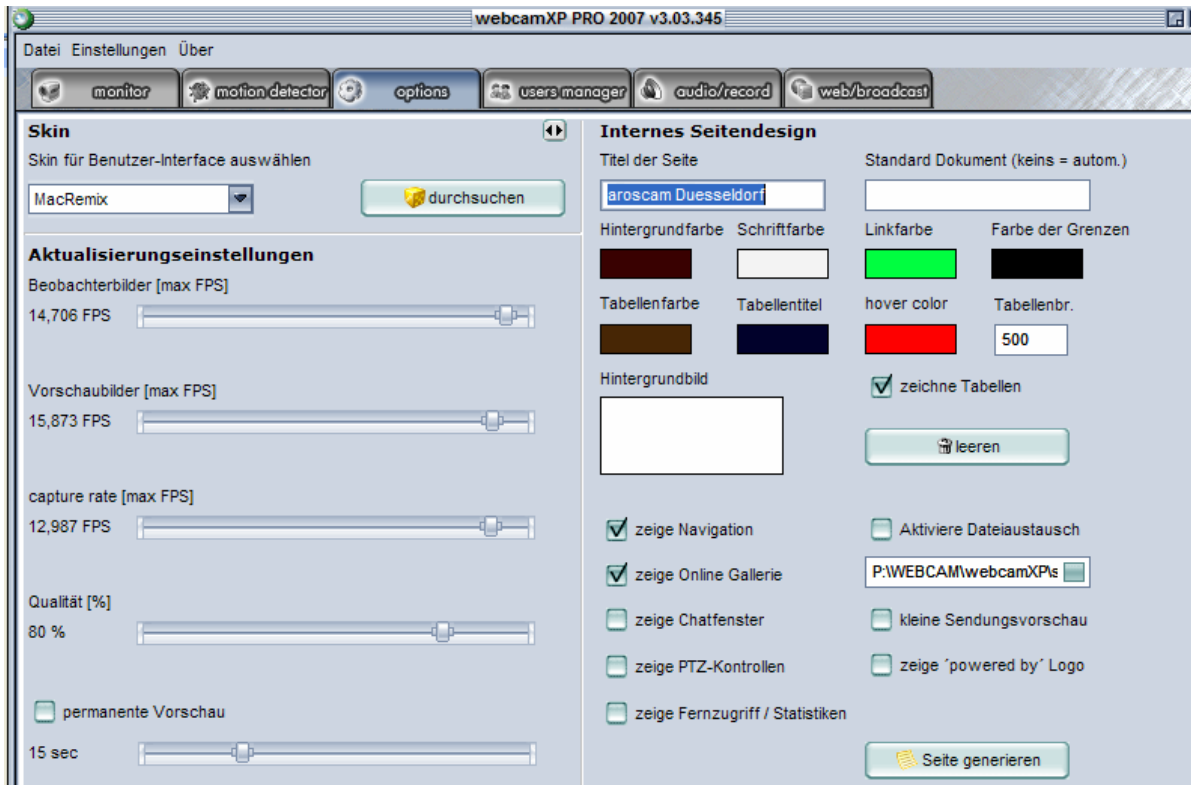 webcamXP PRO 2007 v3.03.345
Datei Einstellungen Über
monitor motion detector options users manager audio/record web/broadcast
Skin
Skin für Benutzer-Interface auswählen
MacRemix durchsuchen
Aktualisierungseinstellungen
Beobachterbilder [max FPS]
14,706 FPS
Vorschaubilder [max FPS]
15,873 FPS
capture rate [max FPS]
12,987 FPS
Qualität [%]
80 %
permanente Vorschau
15 sec
Internes Seitendesign
Titel der Seite Standard Dokument (keins = autom.)
aroscam Duesseldorf
Hintergrundfarbe Schriftfarbe Linkfarbe Farbe der Grenzen
Tabellenfarbe Tabellentitel hover color Tabellenbr.
500
Hintergrundbild zeichne Tabellen
leeren
zeige Navigation Aktiviere Dateiaustausch
zeige Online Gallerie P:\WEBCAM\webcamXP\s
zeige Chatfenster kleine Sendungsvorschau
zeige PTZ-Kontrollen zeige ´powered by´ Logo
zeige Fernzugriff / Statistiken
Seite generieren